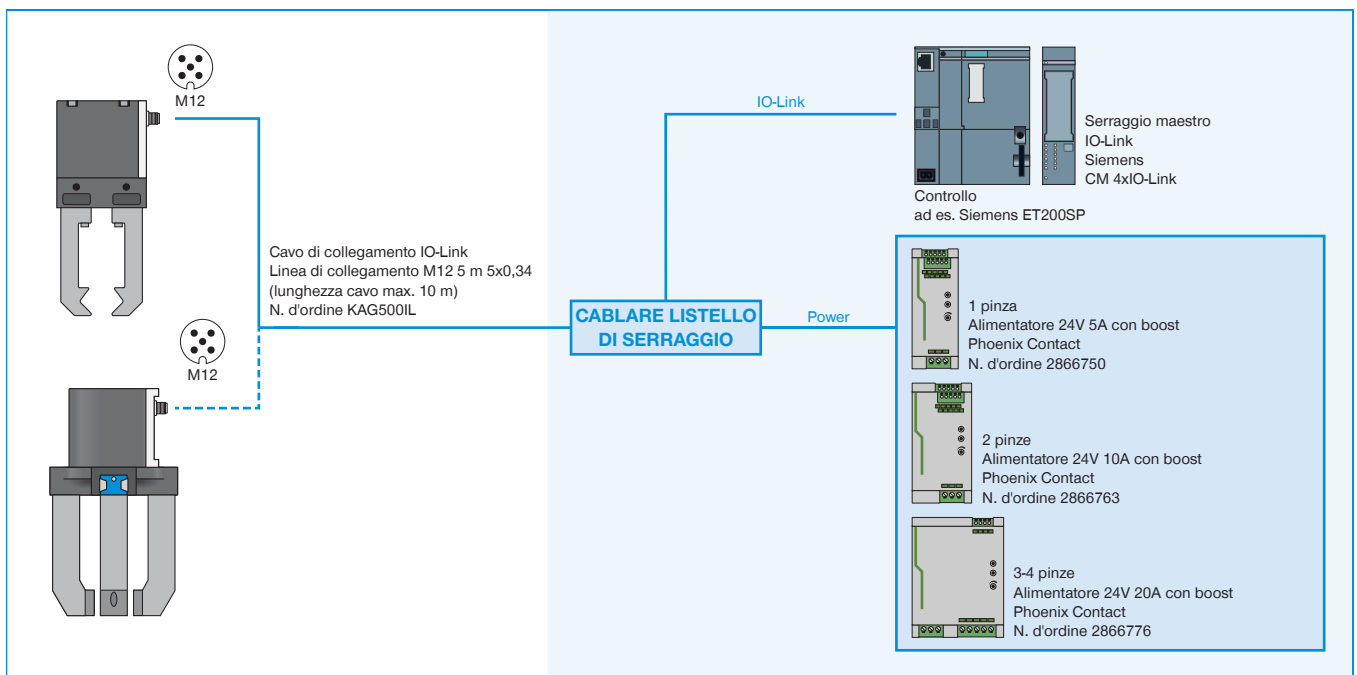 M12
M12
Cavo di collegamento IO-Link
Linea di collegamento M12 5 m 5x0,34
(lunghezza cavo max. 10 m)
N. d'ordine KAG500IL
CABLARE LISTELLO
DI SERRAGGIO
IO-Link
Power
Controllo
ad es. Siemens ET200SP
Serraggio maestro
IO-Link
Siemens
CM 4xIO-Link
1 pinza
Alimentatore 24V 5A con boost
Phoenix Contact
N. d'ordine 2866750
2 pinze
Alimentatore 24V 10A con boost
Phoenix Contact
N. d'ordine 2866763
3-4 pinze
Alimentatore 24V 20A con boost
Phoenix Contact
N. d'ordine 2866776